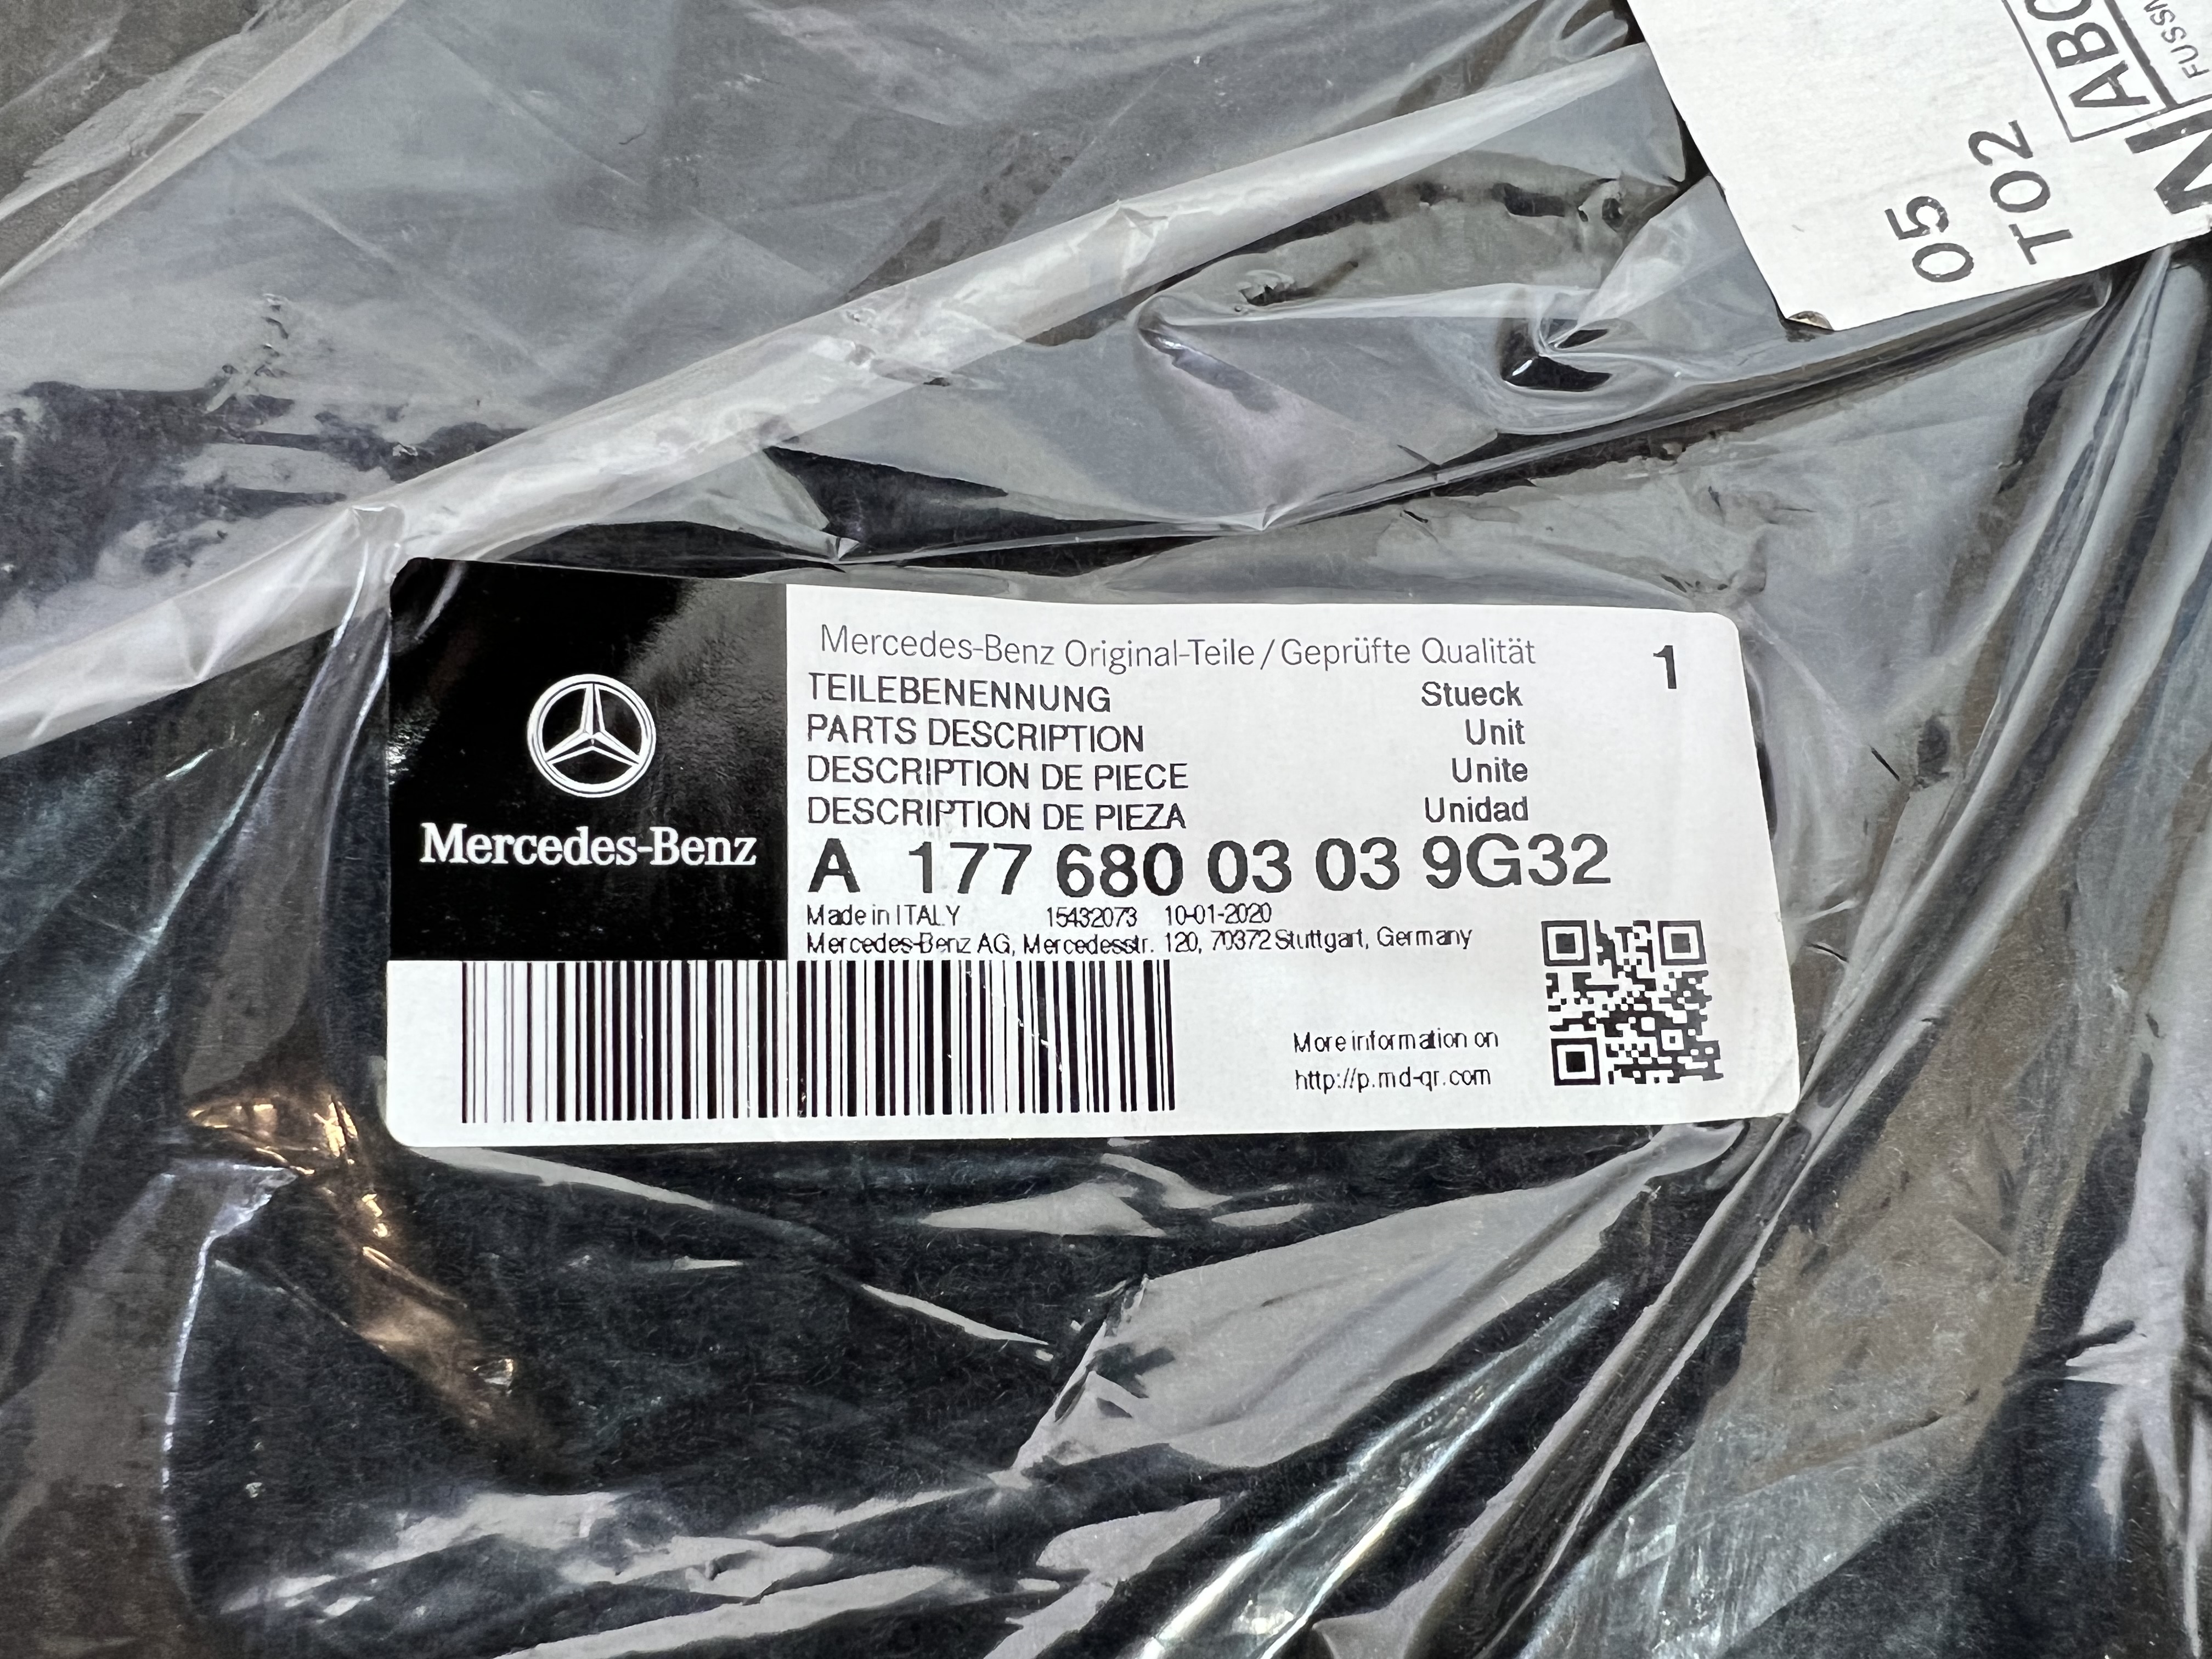 05
T02
Mercedes-Benz
Mercedes-Benz Original-Teile/Geprüfte Qualität
1
TEILEBENENNUNG Stueck
PARTS DESCRIPTION Unit
DESCRIPTION DE PIECE Unite
DESCRIPTION DE PIEZA Unidad
A 177 680 03 03 9G32
Made in ITALY 15432073 10-01-2020
Mercedes-Benz AG, Mercedesstr. 120, 70372 Stuttgart, Germany
More information on
http://p.md-qr.com